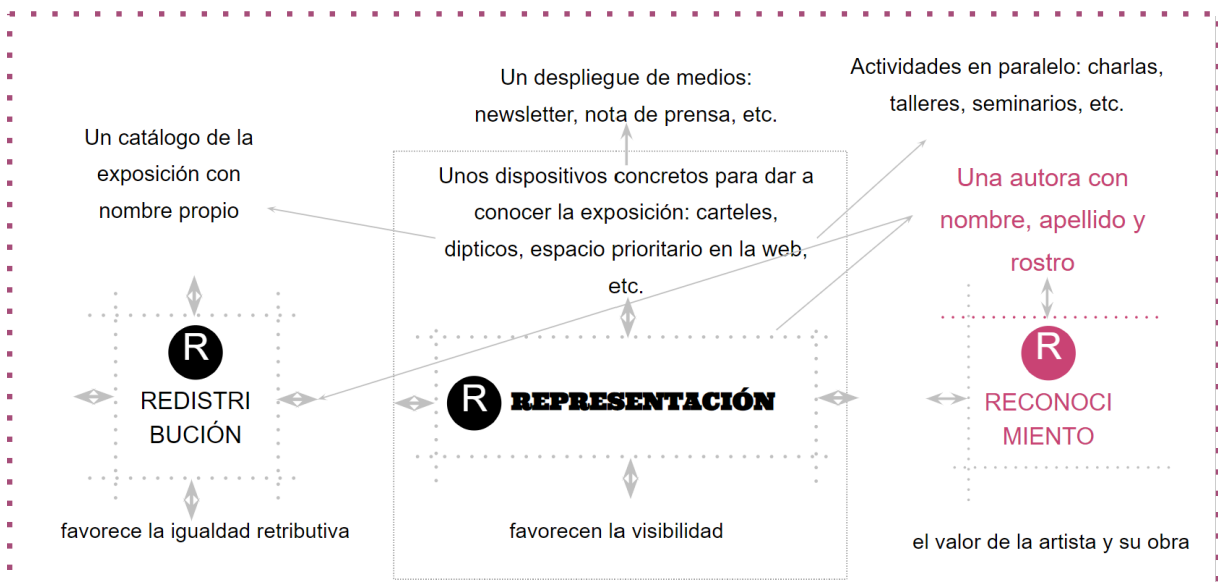 Un despliegue de medios:
newsletter, nota de prensa, etc.
Actividades en paralelo: charlas,
talleres, seminarios, etc.
Un catálogo de la
exposición con
nombre propio
Unos dispositivos concretos para dar a
conocer la exposición: carteles,
dipticos, espacio prioritario en la web,
etc.
Una autora con
nombre, apellido y
rostro
R
REDISTRI
BUCIÓN
R
REPRESENTACIÓN
R
RECONOCI
MIENTO
favorece la igualdad retributiva
favorecen la visibilidad
el valor de la artista y su obra